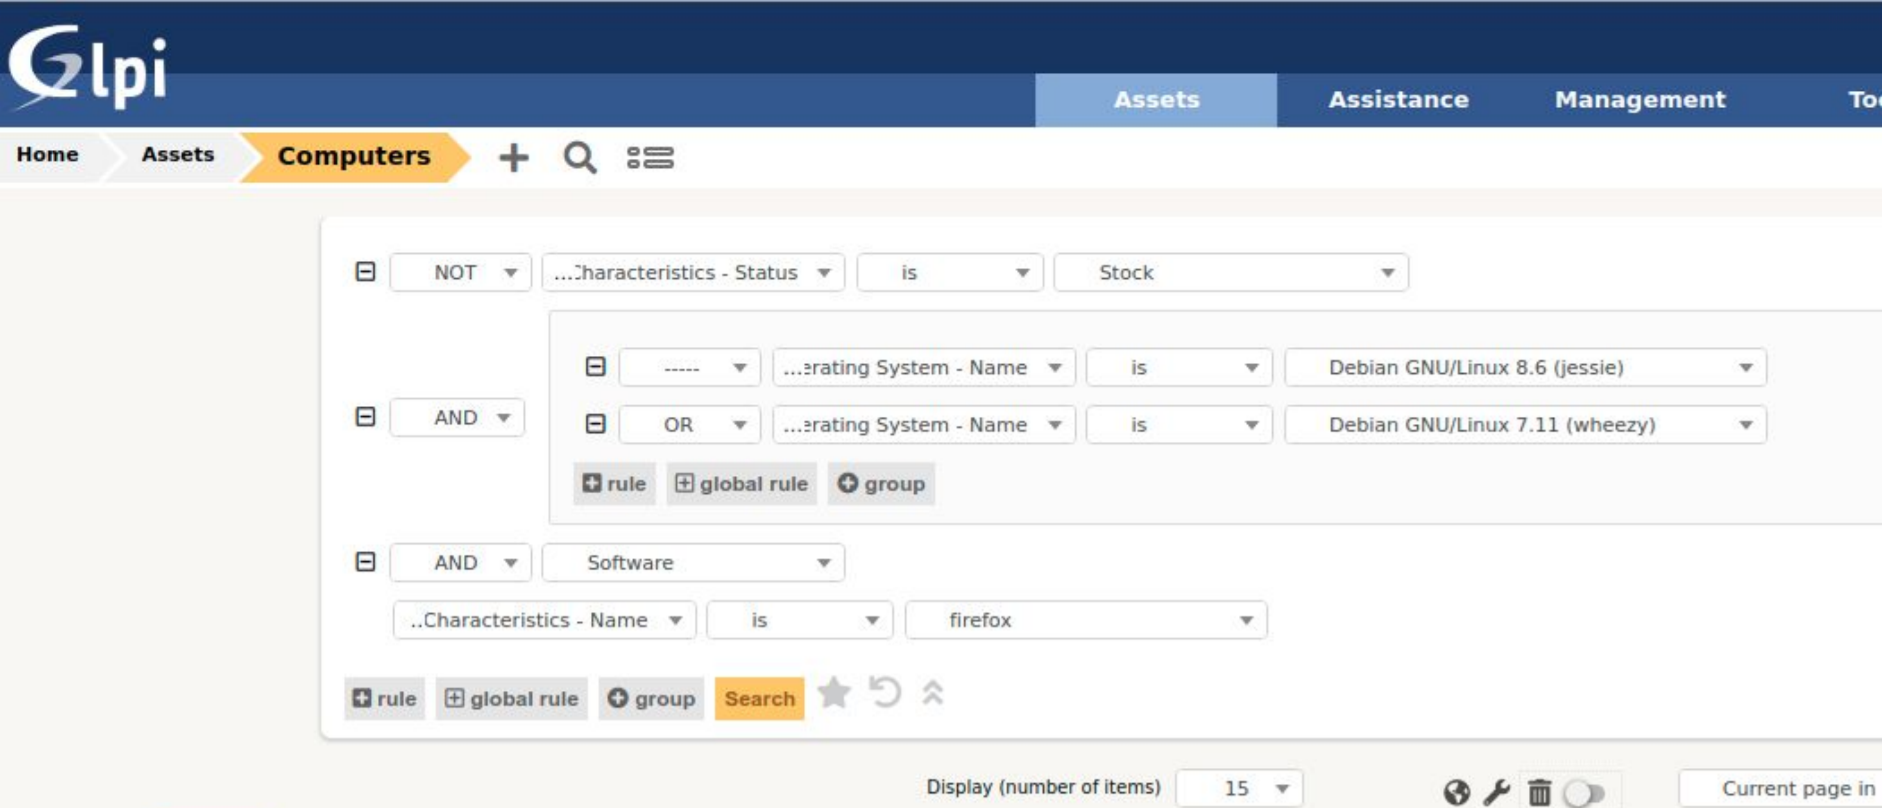 Glpi
Assets Assistance Management
Home Assets Computers
NOT ...Characteristics - Status is Stock
----- ...erating System - Name is Debian GNU/Linux 8.6 (jessie)
AND
OR ...erating System - Name is Debian GNU/Linux 7.11 (wheezy)
rule global rule group
AND Software
..Characteristics - Name is firefox
rule global rule group Search
Display (number of items) 15 Current page in